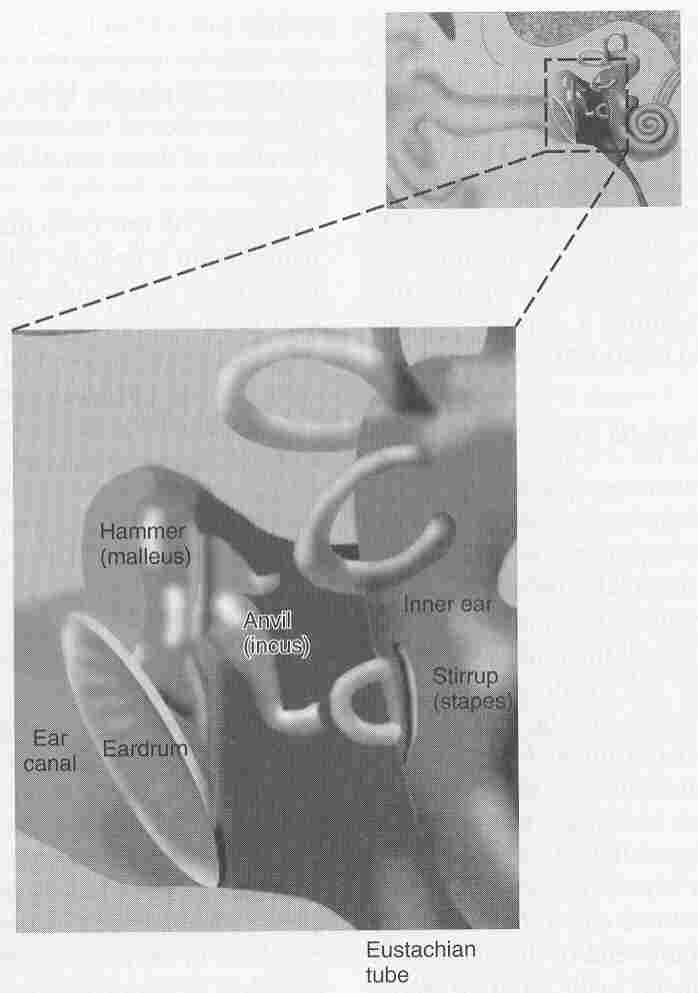 Hammer
(malleus)
Anvil
(incus)
Inner ear
Stirrup
(stapes)
Ear
canal
Eardrum
Eustachian
tube